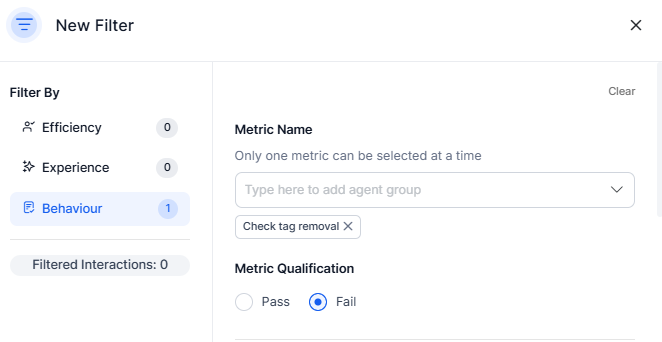 New Filter
Filter By
Efficiency 0
Experience 0
Behaviour 1
Filtered Interactions: 0
Clear
Metric Name
Only one metric can be selected at a time
Type here to add agent group
Check tag removal
Metric Qualification
Pass Fail